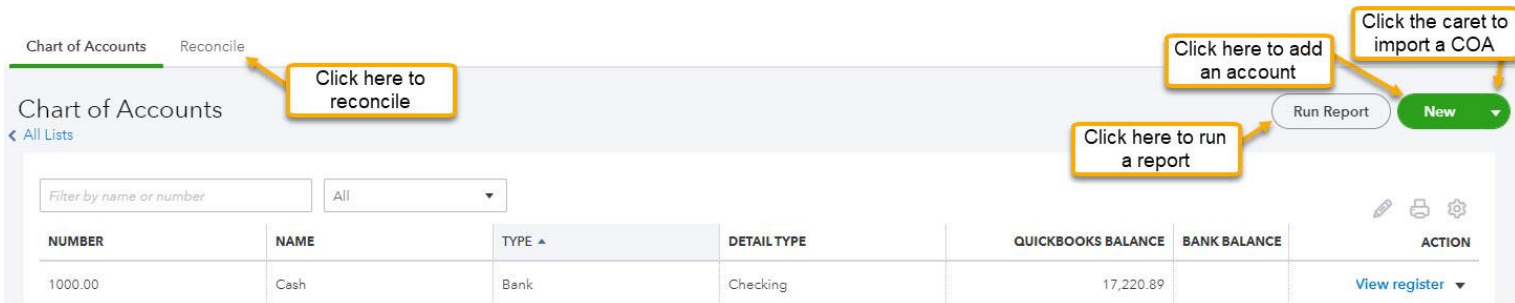 Click the caret to
import a COA
Chart of Accounts Reconcile
Click here to add
an account
Click here to
reconcile
Chart of Accounts
Run Report New
All Lists
Click here to run
a report
Filter by name or number All
NUMBER NAME TYPE DETAIL TYPE QUICKBOOKS BALANCE BANK BALANCE ACTION
1000.00 Cash Bank Checking 17,220.89 View register